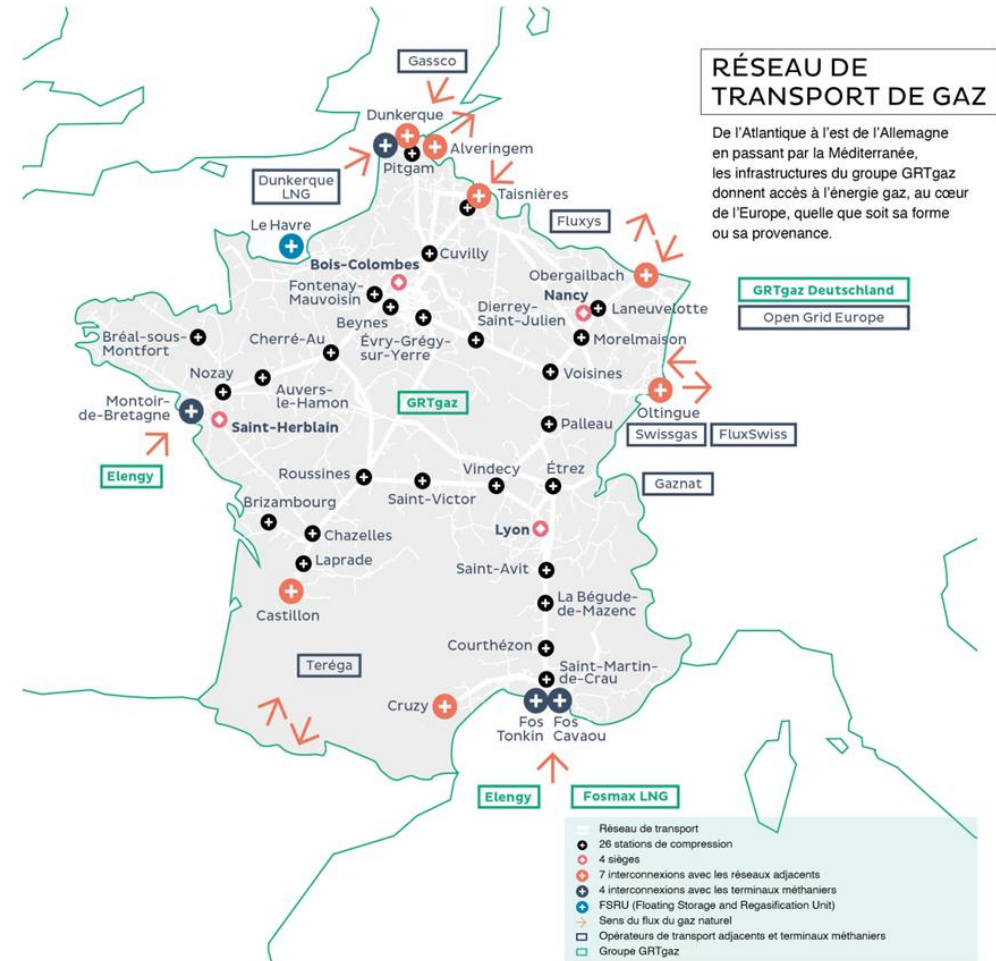 RÉSEAU DE
TRANSPORT DE GAZ
De l'Atlantique à l'est de l'Allemagne
en passant par la Méditerranée,
les infrastructures du groupe GRTgaz
donnent accès à l'énergie gaz, au cœur
de l'Europe, quelle que soit sa forme
ou sa provenance.
GRTgaz Deutschland
Open Grid Europe
Gassco
Dunkerque
Alveringem
Pitgam
Dunkerque
LNG
Taisnières
Fluxys
Le Havre
Cuvilly
Bois-Colombes
Obergailbach
Fontenay-
Mauvoisin
Nancy
Laneuvelotte
Beynes
Dierrey-
Saint-Julien
Bréal-sous-
Montfort
Cherré-Au
Évry-Grégy-
sur-Yerre
Morelmaison
Nozay
Voisines
Auvers-
le-Hamon
Montoir-
de-Bretagne
GRTgaz
Oltingue
Saint-Herblain
Palleau
Swissgas
FluxSwiss
Elengy
Roussines
Vindecy
Étrez
Gaznat
Saint-Victor
Brizambourg
Chazelles
Lyon
Laprade
Saint-Avit
Castillon
La Bégude-
de-Mazenc
Courthézon
Teréga
Saint-Martin-
de-Crau
Cruzy
Fos
Tonkin
Fos
Cavaou
Elengy
Fosmax LNG
Réseau de transport
26 stations de compression
4 sièges
7 interconnexions avec les réseaux adjacents
4 interconnexions avec les terminaux méthaniers
FSRU (Floating Storage and Regasification Unit)
Sens du flux du gaz naturel
Opérateurs de transport adjacents et terminaux méthaniers
Groupe GRTgaz